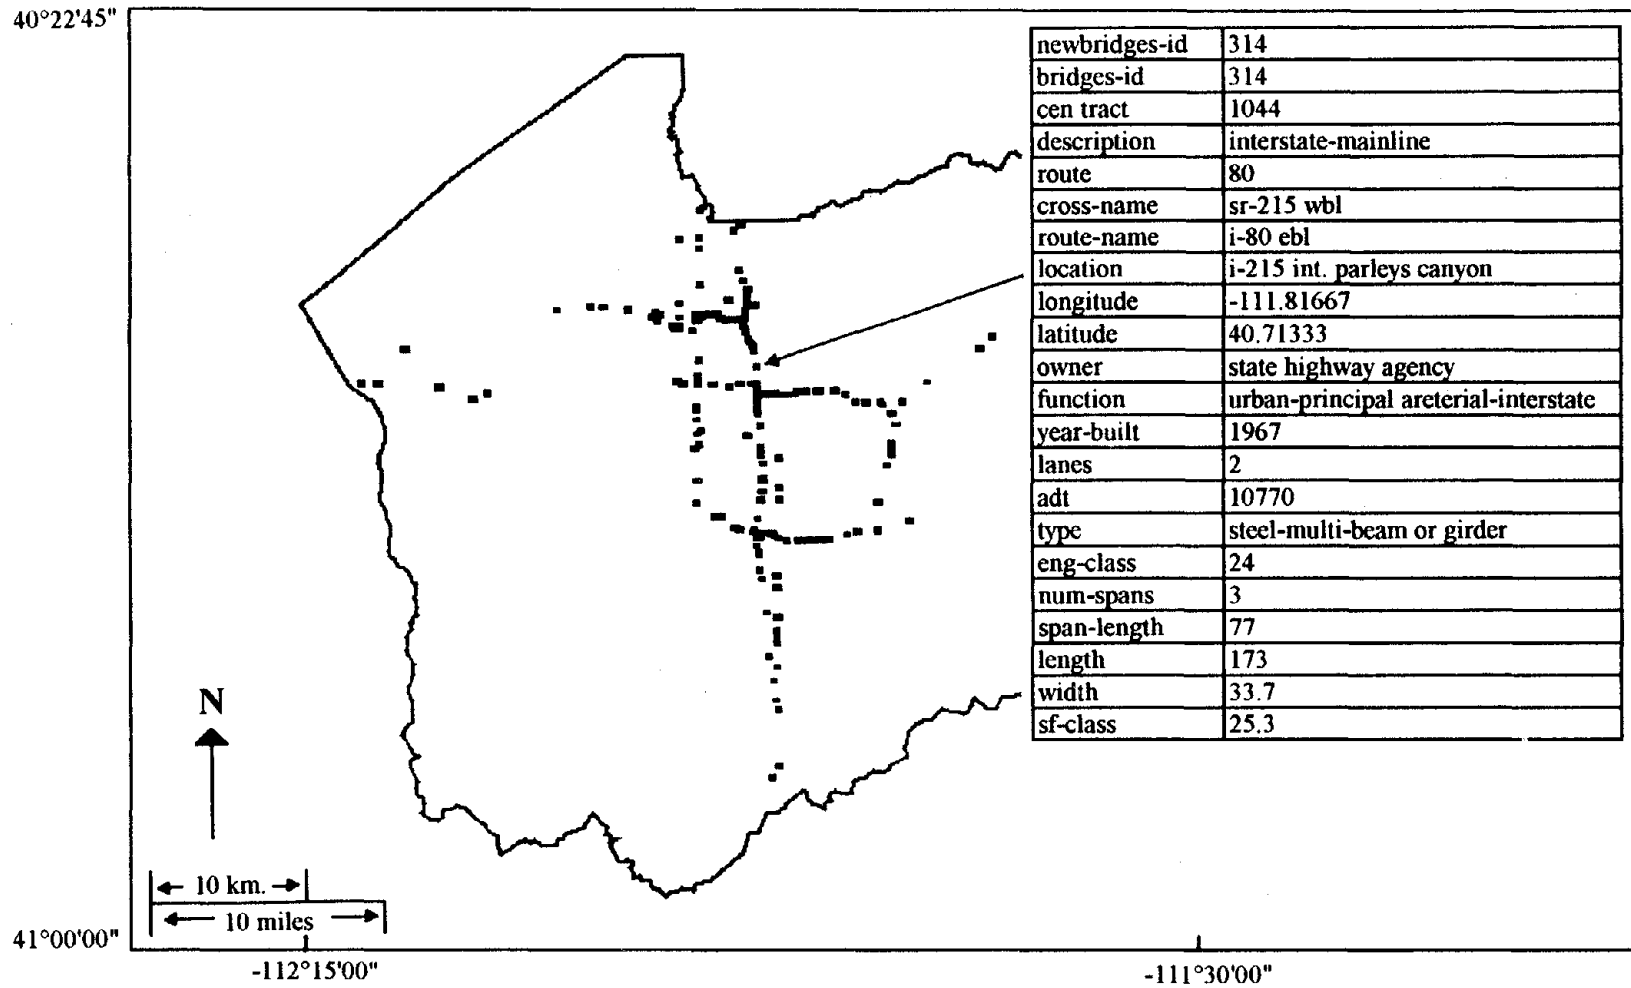 40°22'45"
newbridges-id 314
bridges-id 314
cen tract 1044
description interstate-mainline
route 80
cross-name sr-215 wbl
route-name i-80 ebl
location i-215 int. parleys canyon
longitude -111.81667
latitude 40.71333
owner state highway agency
function urban-principal areterial-interstate
year-built 1967
lanes 2
adt 10770
type steel-multi-beam or girder
eng-class 24
num-spans 3
span-length 77
length 173
width 33.7
sf-class 25.3
N
10 km.
10 miles
41°00'00"
-112°15'00"
-111°30'00"